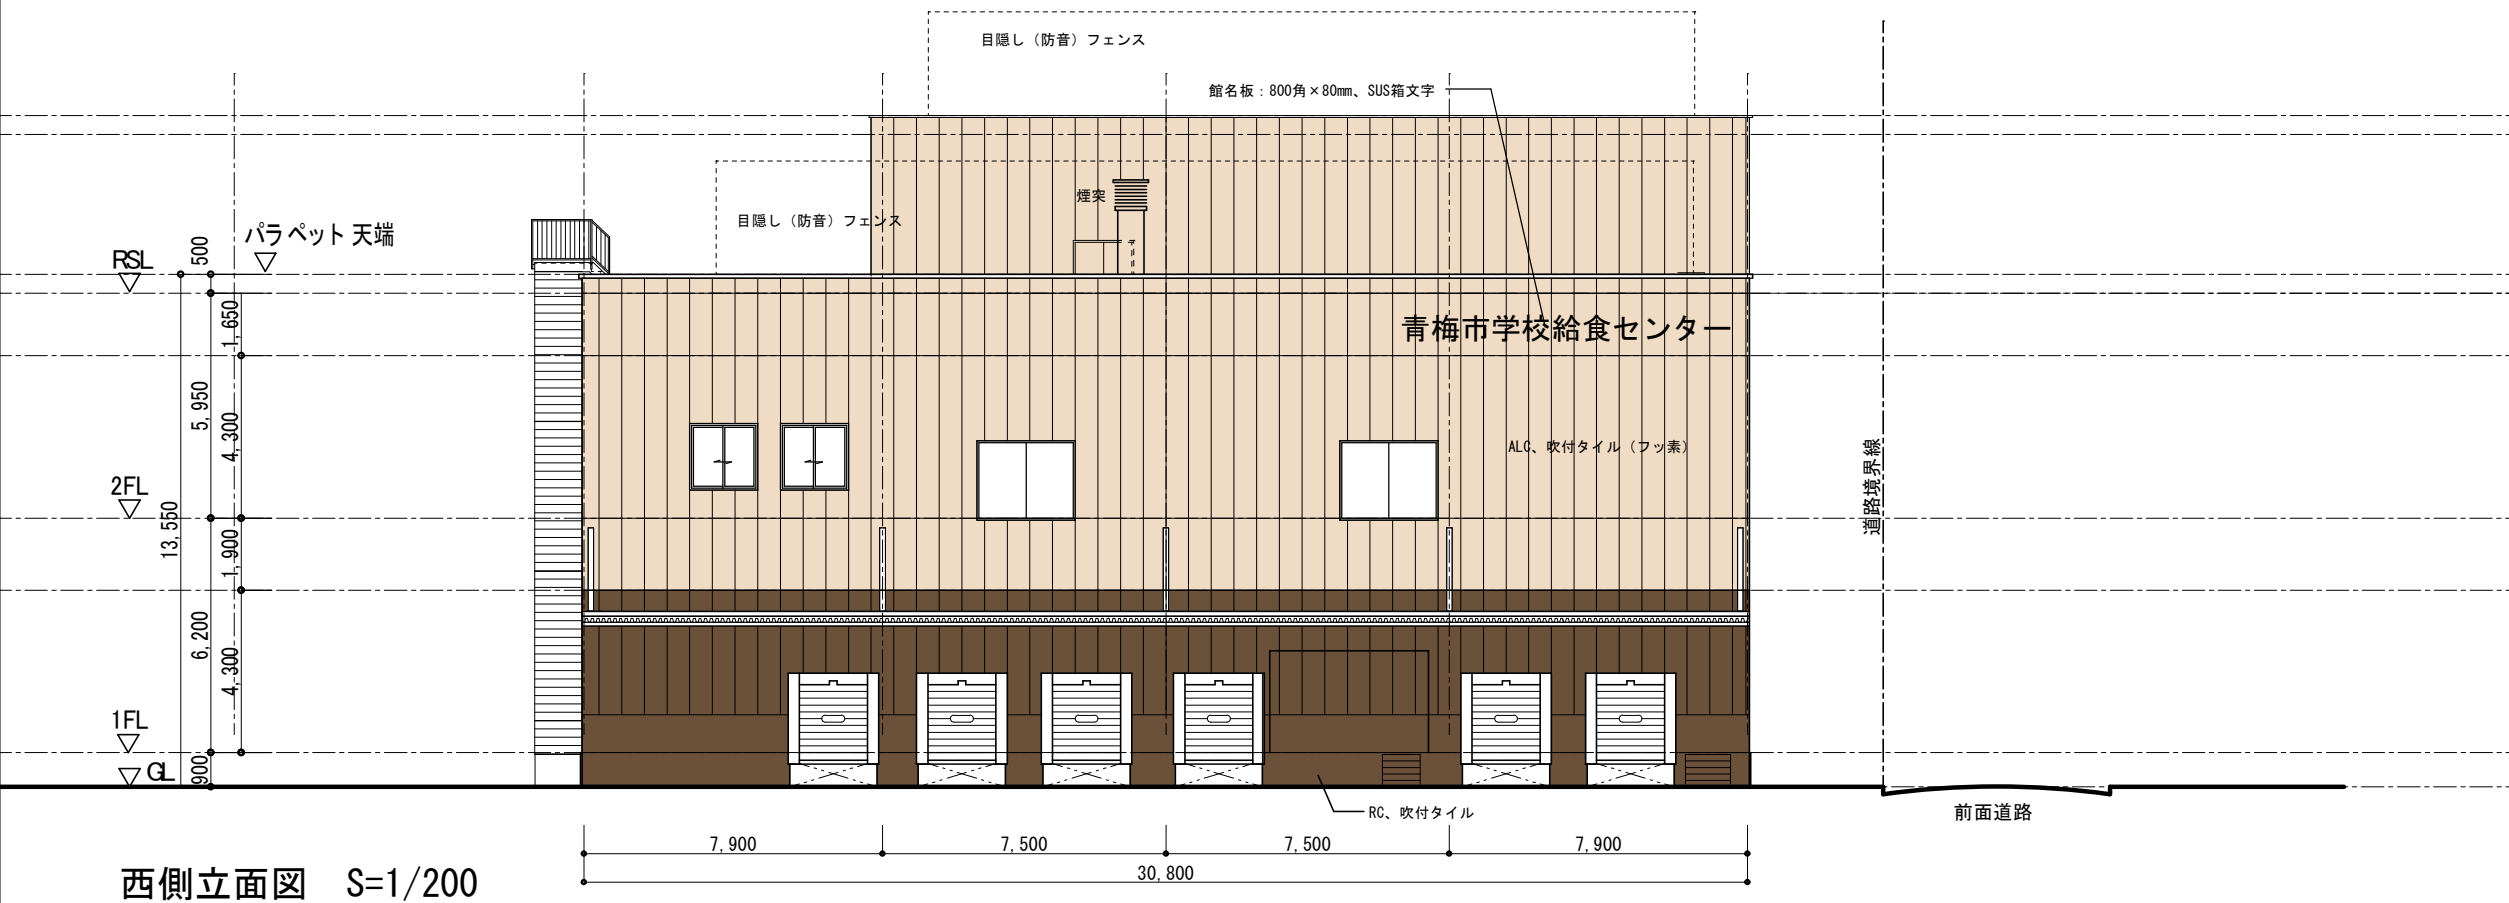 目隠し（防音）フェンス
館名板：800角×80mm、SUS箱文字
煙突
目隠し（防音）フェンス
パラペット 天端
RSL
500
1,650
青梅市学校給食センター
5,950
4,300
ALC、吹付タイル（フッ素）
道路境界線
2FL
13,550
1,900
6,200
4,300
1FL
GL
900
RC、吹付タイル
前面道路
7,900
7,500
7,500
7,900
30,800
西側立面図 S=1/200